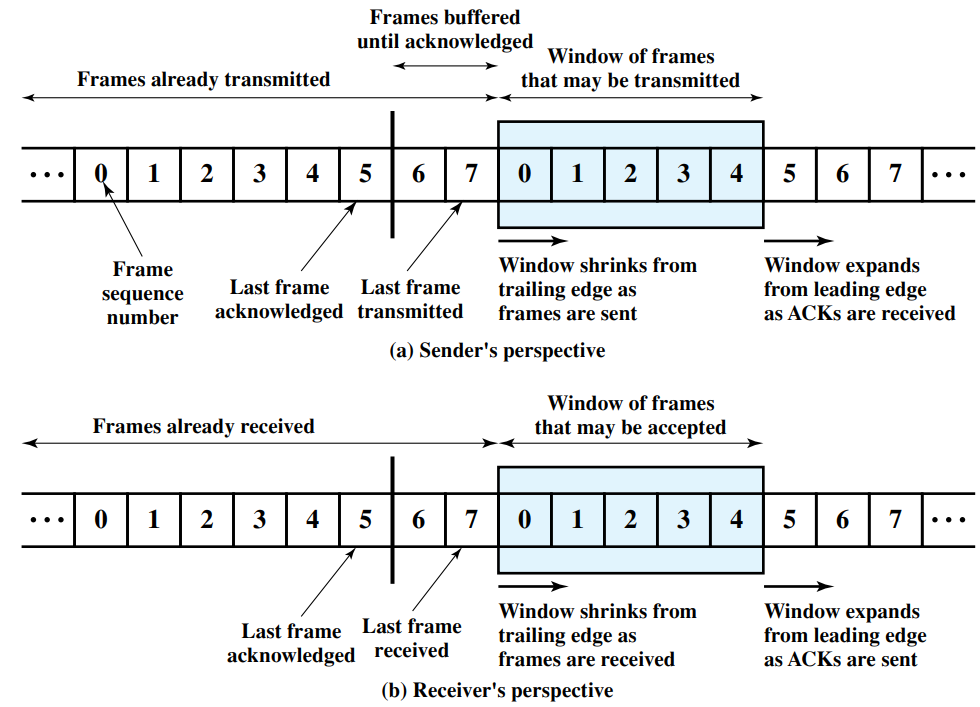 Frames buffered
until acknowledged
Window of frames
that may be transmitted
Frames already transmitted
··· 0 1 2 3 4 5 6 7 0 1 2 3 4 5 6 7 ···
Frame
sequence
number
Last frame
acknowledged
Last frame
transmitted
Window shrinks from
trailing edge as
frames are sent
Window expands
from leading edge
as ACKs are received
(a) Sender's perspective
Window of frames
that may be accepted
Frames already received
··· 0 1 2 3 4 5 6 7 0 1 2 3 4 5 6 7 ···
Last frame
acknowledged
Last frame
received
Window shrinks from
trailing edge as
frames are received
Window expands
from leading edge
as ACKs are sent
(b) Receiver's perspective